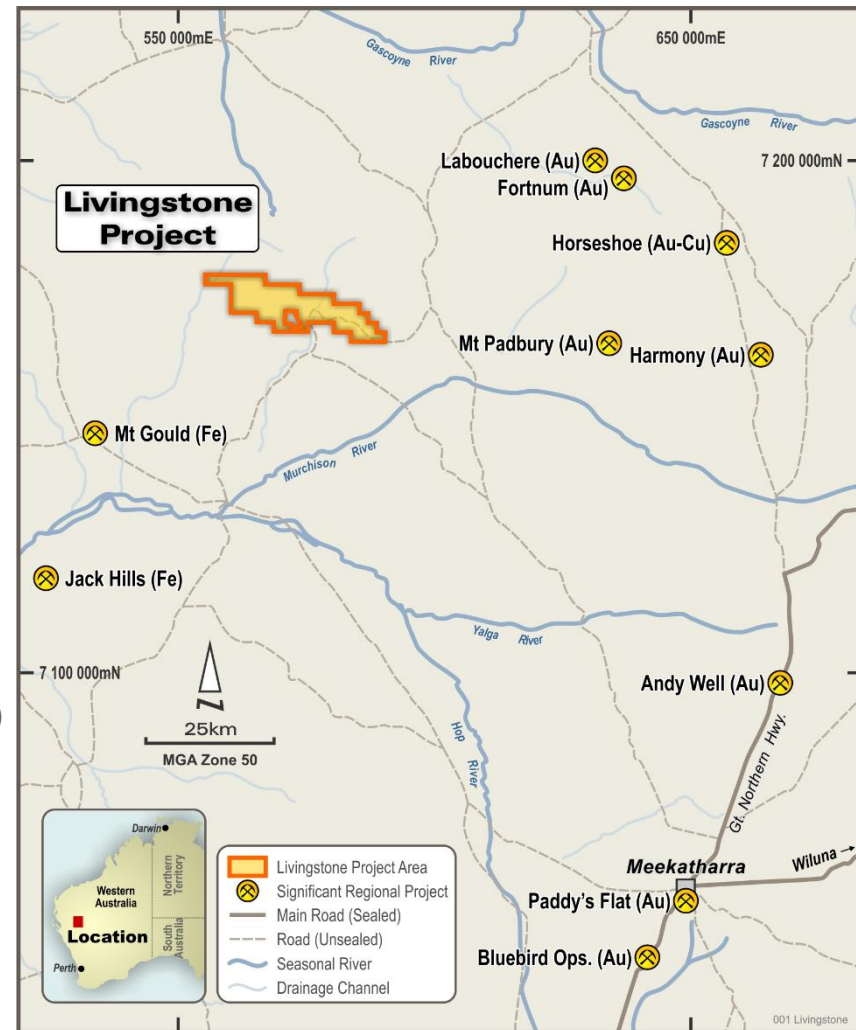 550 000mE
650 000mE
Gascoyne River
Gascoyne River
7 200 000mN
Labouchere (Au)
Fortnum (Au)
Livingstone
Project
Horseshoe (Au-Cu)
Mt Padbury (Au)
Harmony (Au)
Mt Gould (Fe)
Murchison River
Jack Hills (Fe)
Yalga River
7 100 000mN
Andy Well (Au)
N
25km
MGA Zone 50
Hop River
Gt. Northern Hwy.
Meekatharra
Wiluna →
Paddy's Flat (Au)
Bluebird Ops. (Au)
Darwin
Western
Australia
Northern
Territory
South
Australia
Location
Perth
Livingstone Project Area
Significant Regional Project
Main Road (Sealed)
Road (Unsealed)
Seasonal River
Drainage Channel
001 Livingstone